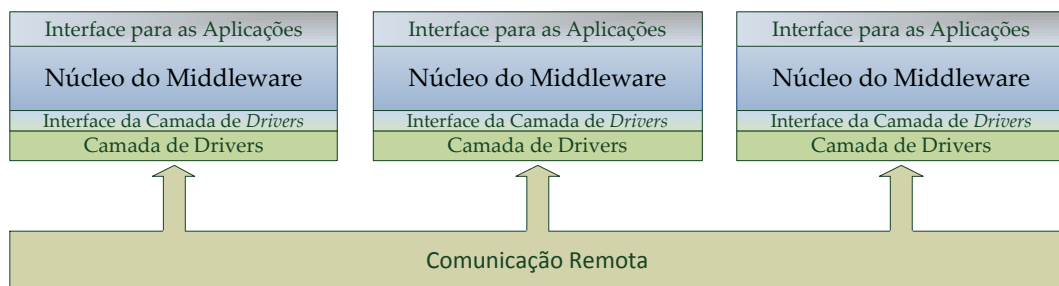 Interface para as Aplicações
Núcleo do Middleware
Interface da Camada de Drivers
Camada de Drivers
Interface para as Aplicações
Núcleo do Middleware
Interface da Camada de Drivers
Camada de Drivers
Interface para as Aplicações
Núcleo do Middleware
Interface da Camada de Drivers
Camada de Drivers
Comunicação Remota